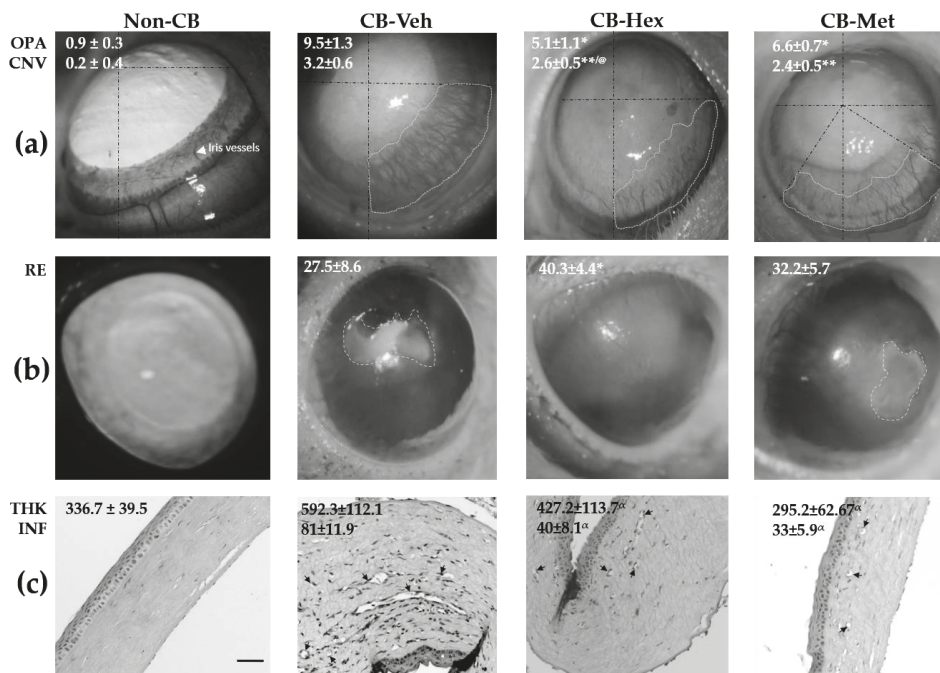 Non-CB CB-Veh CB-Hex CB-Met
OPA 0.9 ± 0.3 9.5±1.3 5.1±1.1* 6.6±0.7*
CNV 0.2 ± 0.4 3.2±0.6 2.6±0.5**/@ 2.4±0.5**
(a)
Iris vessels
RE 27.5±8.6 40.3±4.4* 32.2±5.7
(b)
THK 336.7 ± 39.5 592.3±112.1 427.2±113.7α 295.2±62.67α
INF 81±11.9 40±8.1α 33±5.9α
(c)